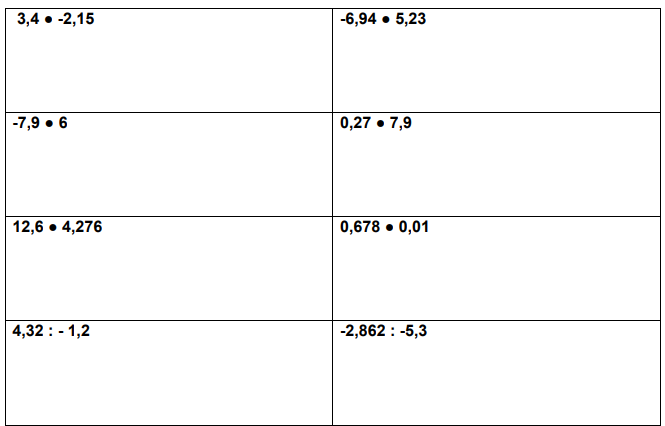 3,4 ● -2,15
-6,94 ● 5,23
-7,9 ● 6
0,27 ● 7,9
12,6 ● 4,276
0,678 ● 0,01
4,32 : - 1,2
-2,862 : -5,3